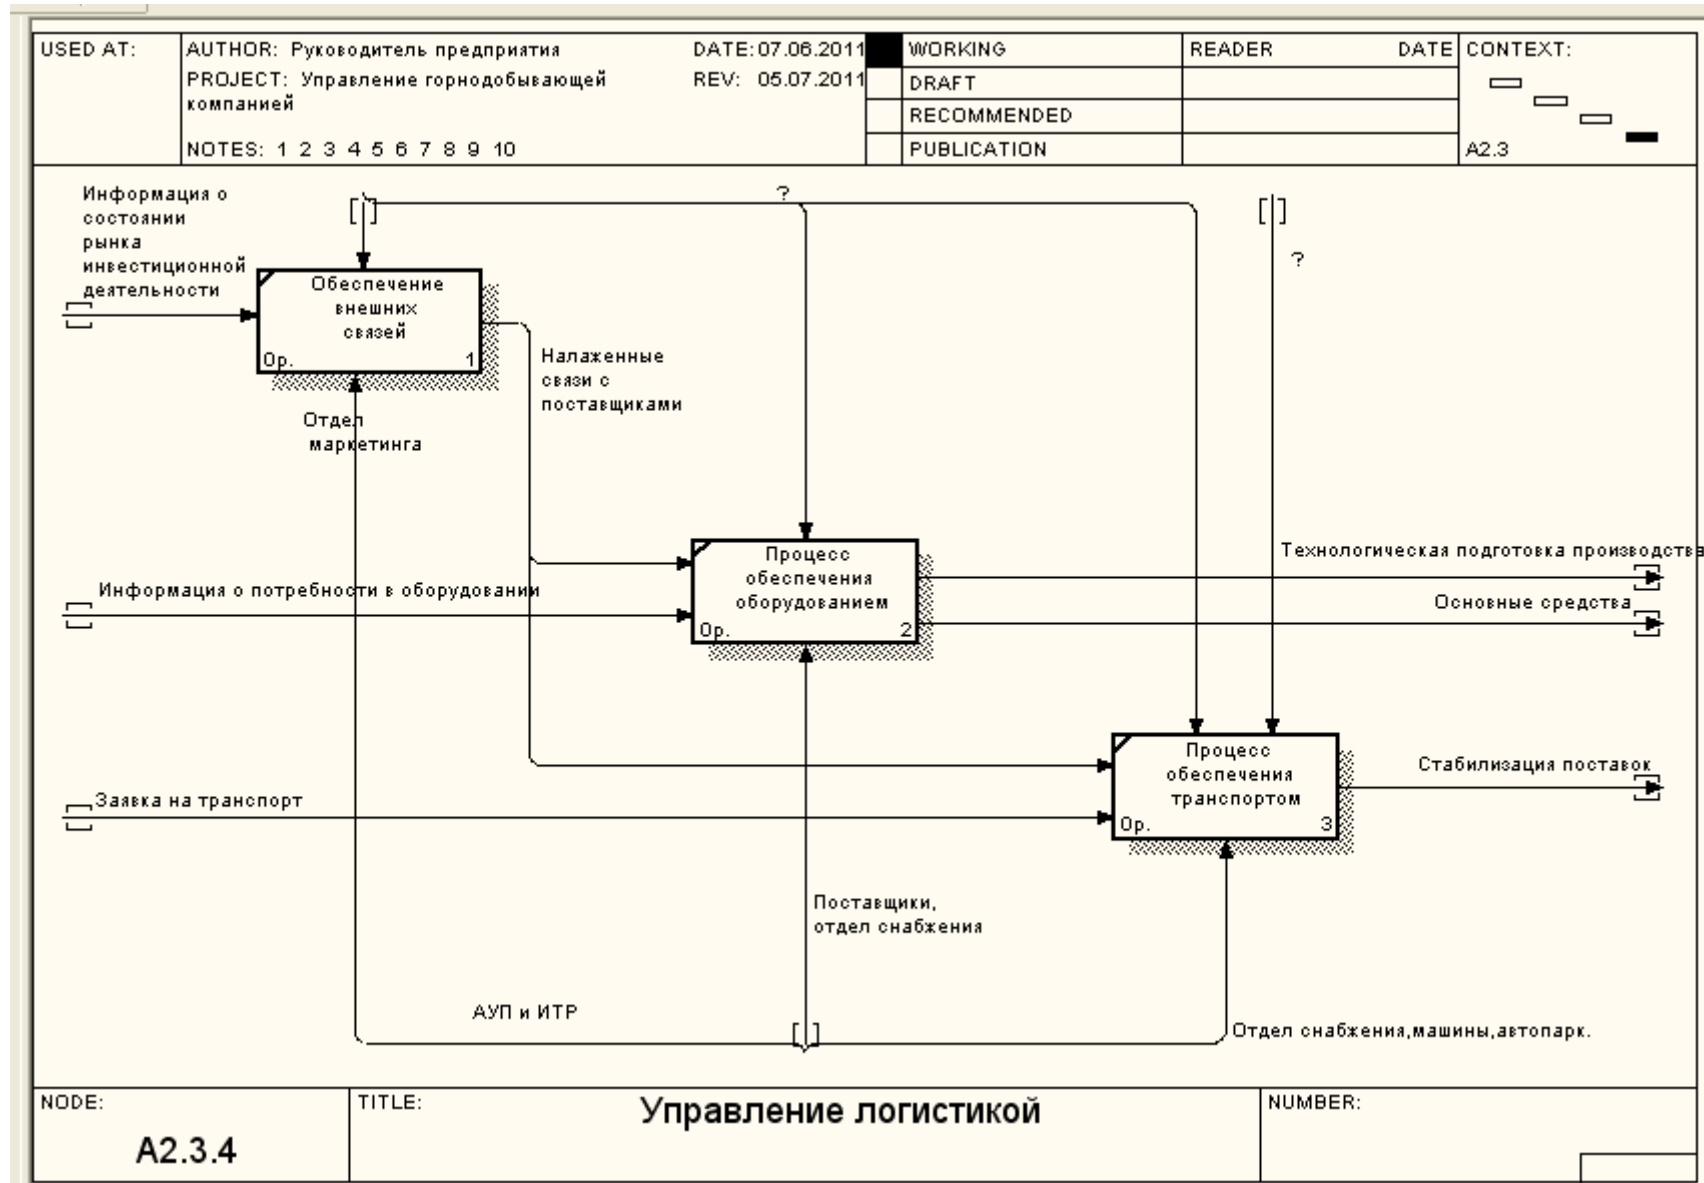 USED AT:
AUTHOR: Руководитель предприятия
DATE: 07.06.2011
PROJECT: Управление горнодобывающей
компанией
REV: 05.07.2011
NOTES: 1 2 3 4 5 6 7 8 9 10
WORKING
DRAFT
RECOMMENDED
PUBLICATION
READER DATE
CONTEXT:
A2.3
Информация о
состоянии
рынка
инвестиционной
деятельности
?
?
Обеспечение
внешних
связей
0р. 1
Налаженные
связи с
поставщиками
Отдел
маркетинга
Информация о потребности в оборудовании
Процесс
обеспечения
оборудованием
0р. 2
Технологическая подготовка производства
Основные средства
Процесс
обеспечения
транспортом
0р. 3
Стабилизация поставок
Заявка на транспорт
Поставщики,
отдел снабжения
АУП и ИТР
Отдел снабжения,машины,автопарк.
NODE:
A2.3.4
TITLE:
Управление логистикой
NUMBER: